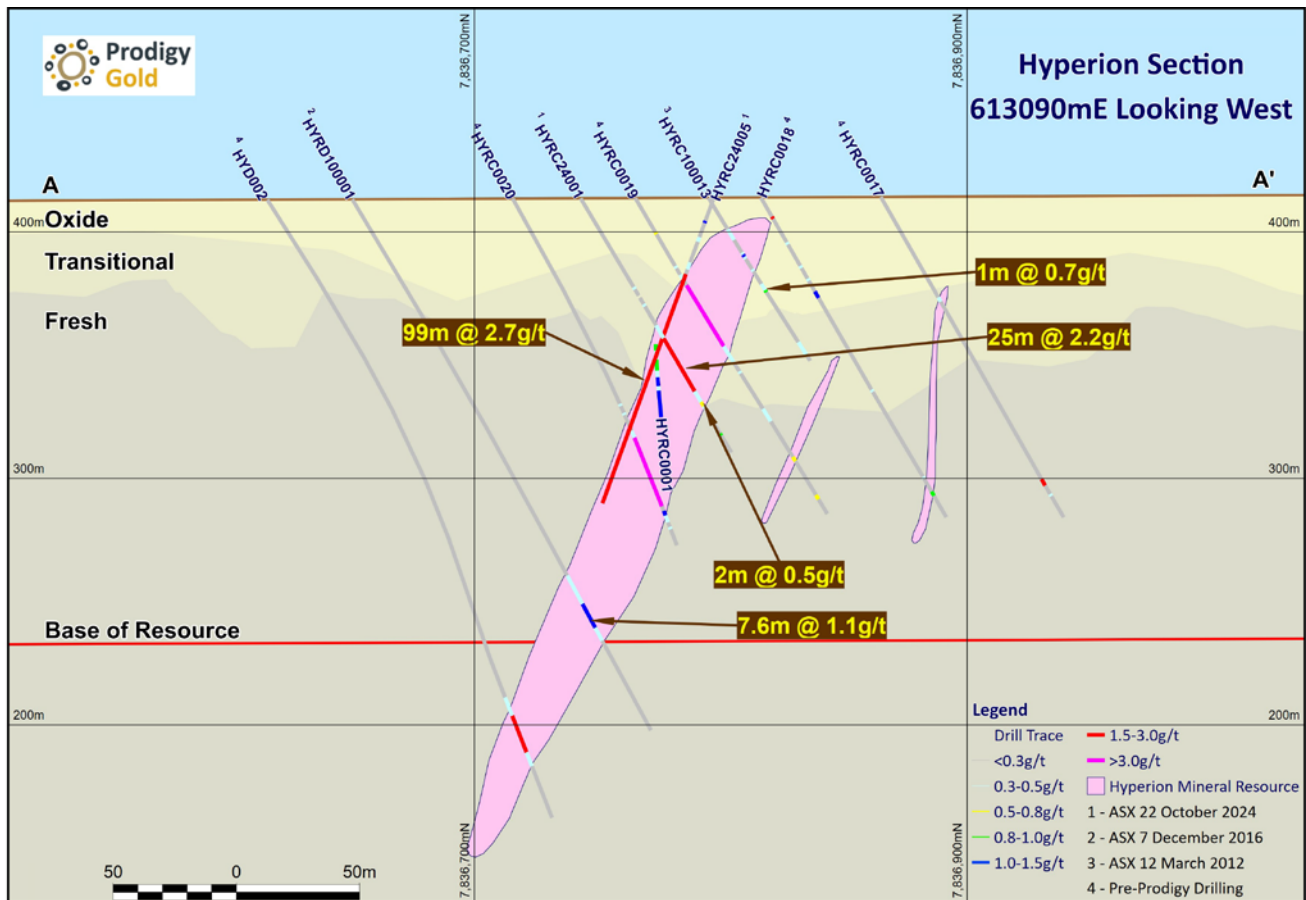 Prodigy
Gold
7,836,700mN
7,836,900mN
Hyperion Section
613090mE Looking West
4 HYD002
2 HYRD100001
4 HYRC0020
1 HYRC24001
4 HYRC0019
3 HYRC100013
HYRC24005 1
HYRC0018 4
4 HYRC0017
A
A'
400m
Oxide
400m
Transitional
1m @ 0.7g/t
Fresh
99m @ 2.7g/t
25m @ 2.2g/t
HYRC0001
300m
300m
2m @ 0.5g/t
7.6m @ 1.1g/t
Base of Resource
200m
200m
Legend
Drill Trace
<0.3g/t
0.3-0.5g/t
0.5-0.8g/t
0.8-1.0g/t
1.0-1.5g/t
1.5-3.0g/t
>3.0g/t
Hyperion Mineral Resource
1 - ASX 22 October 2024
2 - ASX 7 December 2016
3 - ASX 12 March 2012
4 - Pre-Prodigy Drilling
7,836,700mN
7,836,900mN
50
0
50m